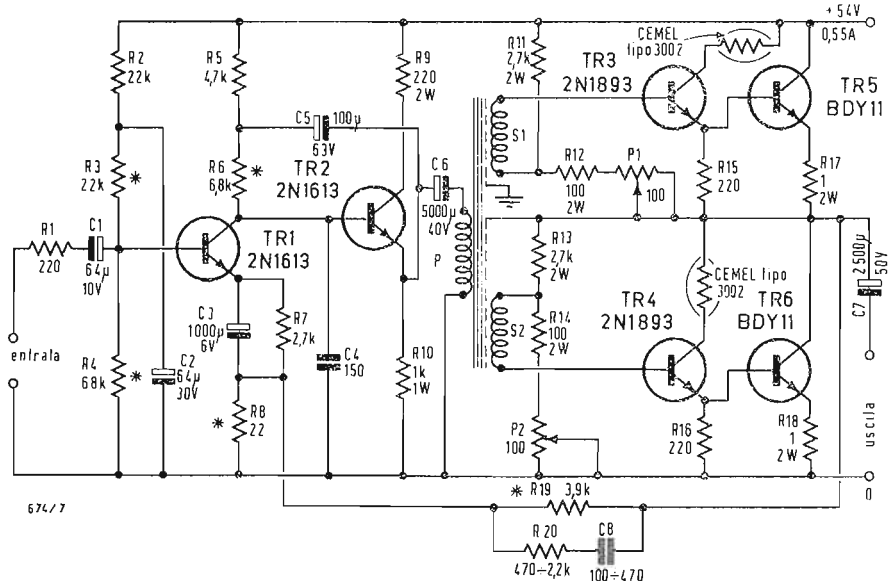 R2
22k
R3
22k
*
R1
220
C1
64µ
10V
entrata
R4
68k
*
R5
4,7k
R6
6,8k
*
TR1
2N1613
C3
1000µ
6V
R7
2,7k
C2
64µ
30V
*
R8
22
C4
150
C5
100µ
63V
TR2
2N1613
R9
220
2W
R10
1k
1W
C6
5000µ
40V
P
R11
2,7k
2W
S1
R12
100
2W
P1
100
R13
2,7k
2W
S2
R14
100
2W
P2
100
CEMEL
tipo 3002
TR3
2N1893
R15
220
TR5
BDY11
R17
1
2W
+ 54V
0,55A
CEMEL tipo
3002
TR4
2N1893
TR6
BDY11
R16
220
R18
1
2W
2500µ
50V
C7
uscita
0
* R19 3,9k
R20
470÷2,2k
C8
100÷470
674/7